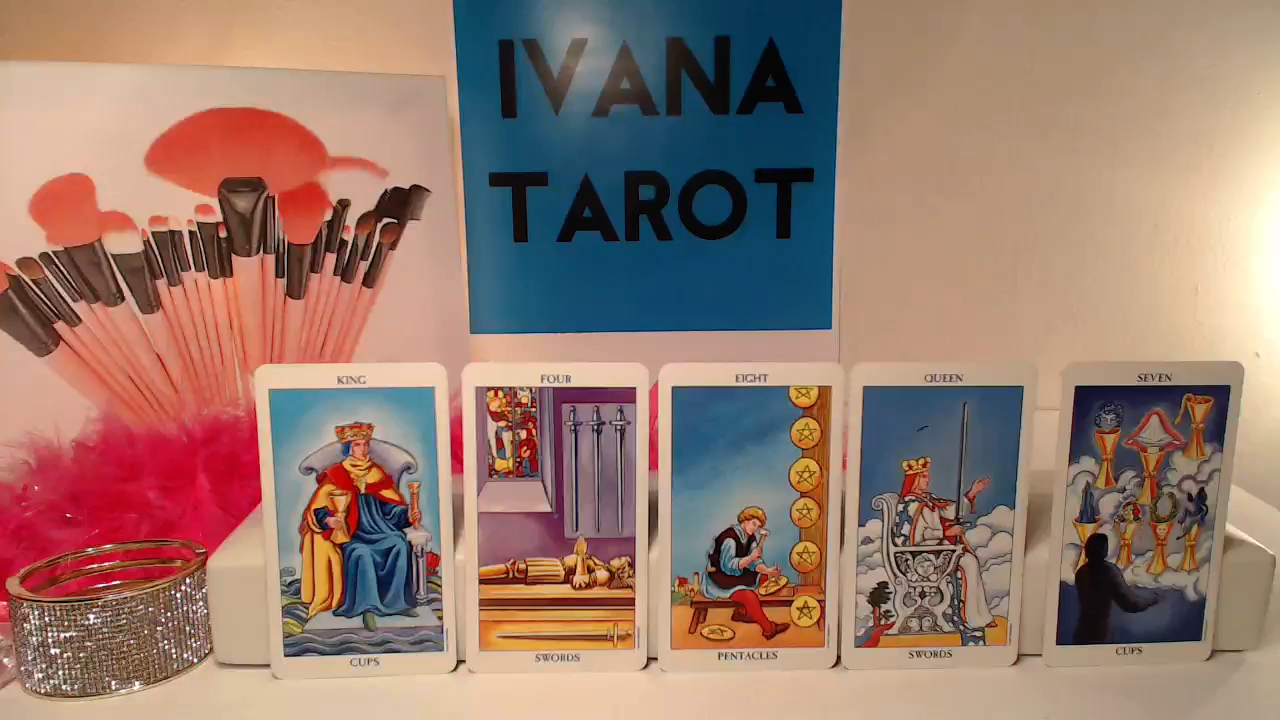 IVANA
TAROT
KING
CUPS
FOUR
SWORDS
EIGHT
PENTACLES
QUEEN
SWORDS
SEVEN
CUPS